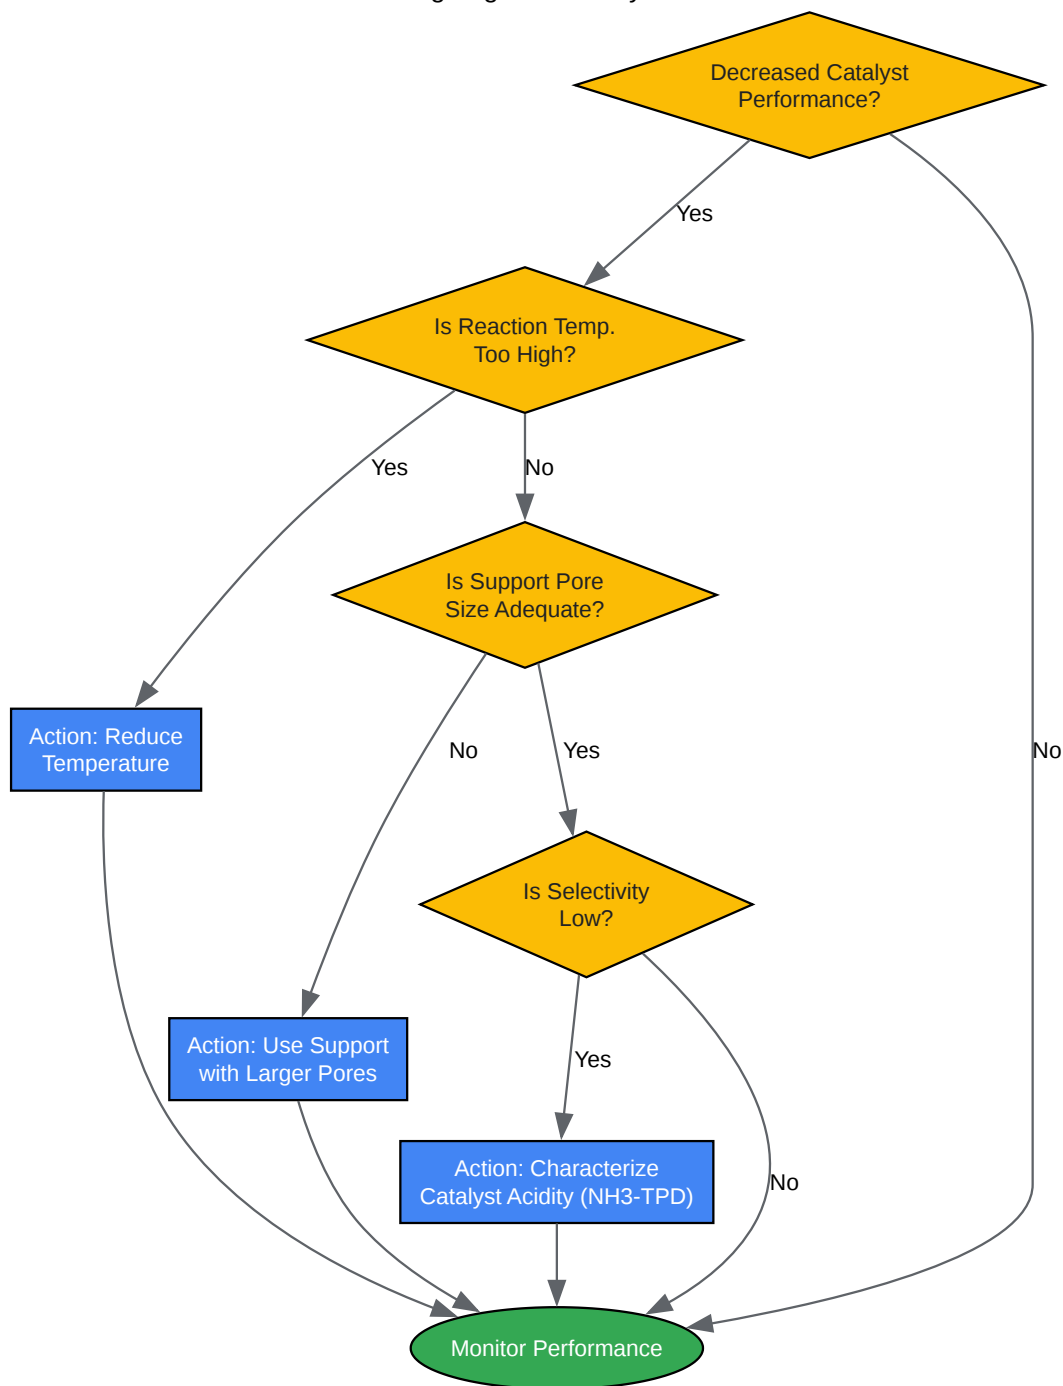 Decreased Catalyst
Performance?
Yes
Is Reaction Temp.
Too High?
Yes
No
Is Support Pore
Size Adequate?
Action: Reduce
Temperature
No
Yes
No
Is Selectivity
Low?
Action: Use Support
with Larger Pores
Yes
Action: Characterize
Catalyst Acidity (NH3-TPD)
No
Monitor Performance